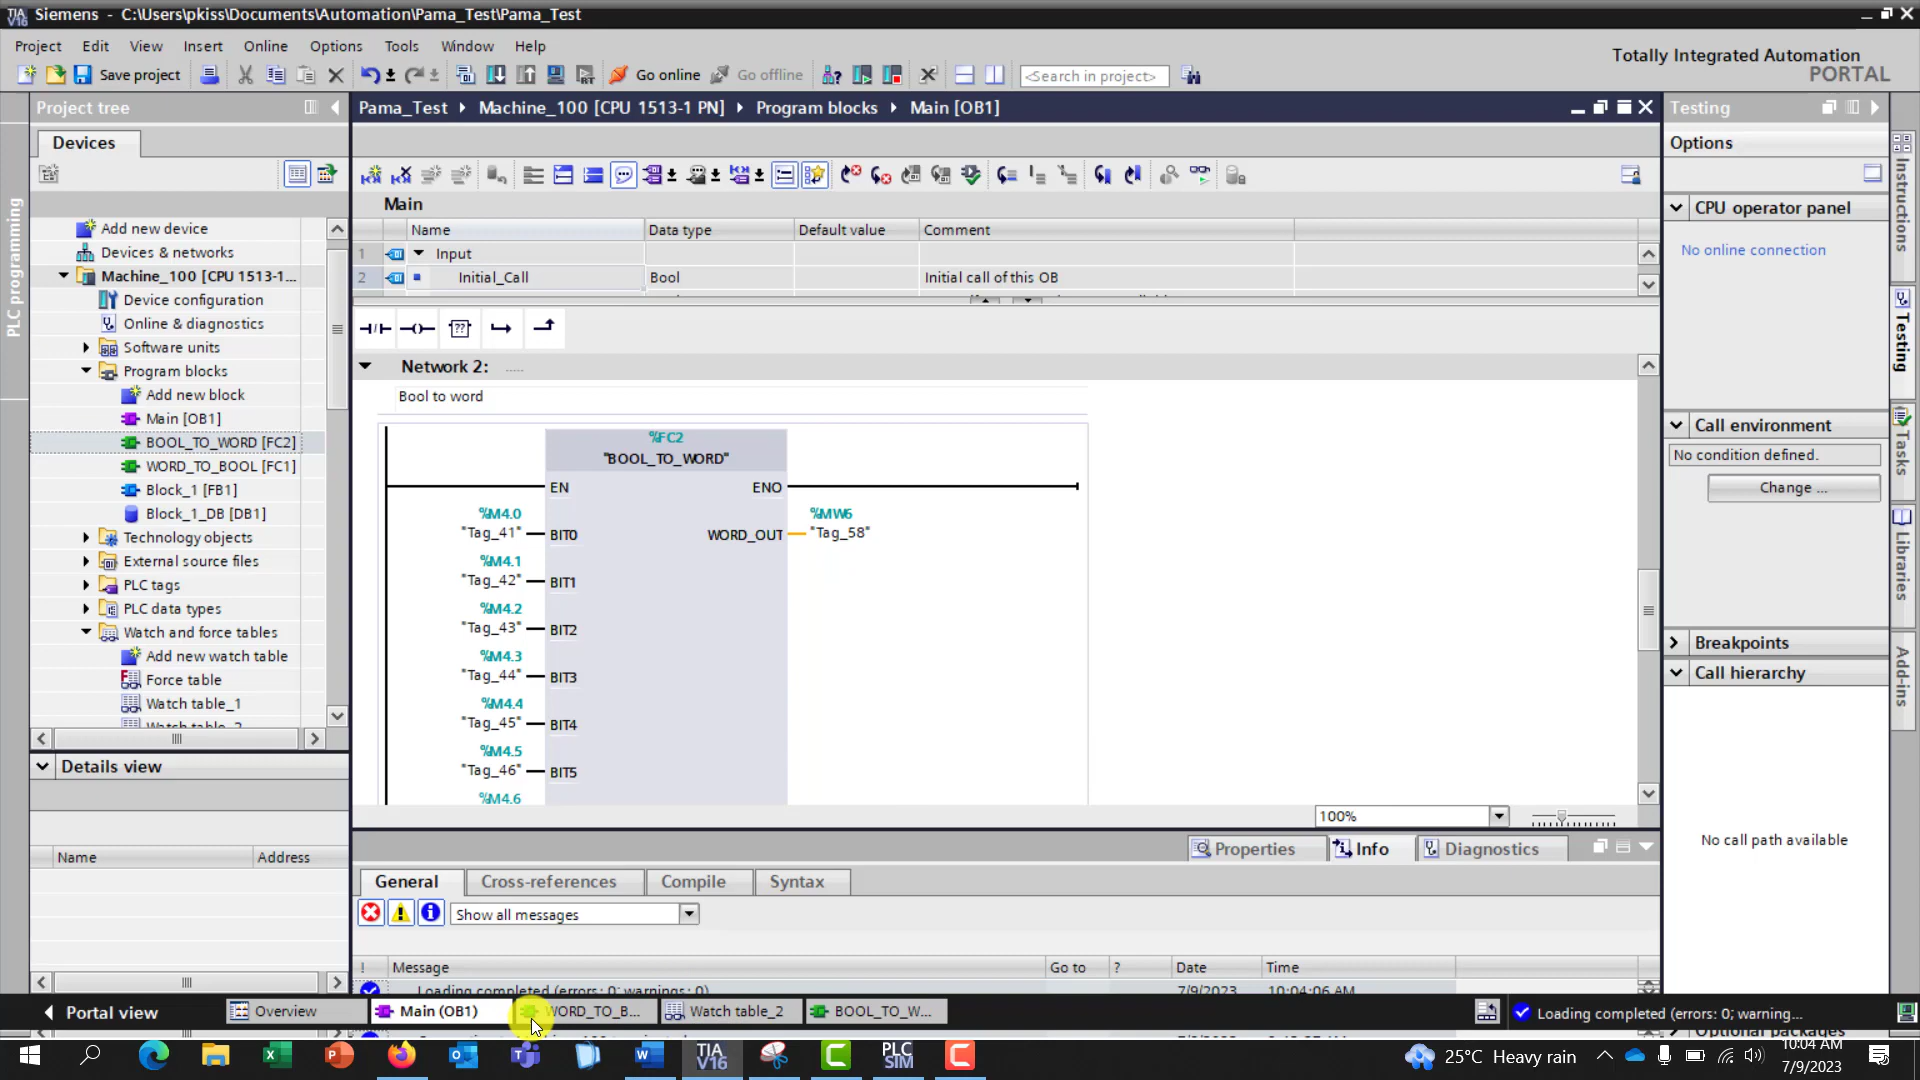 Siemens - C:\Users\pkiss\Documents\Automation\Pama_Test\Pama_Test
Project Edit View Insert Online Options Tools Window Help
Totally Integrated Automation
PORTAL
Save project
Go online
Go offline
<Search in project>
Project tree
Pama_Test
Machine_100 [CPU 1513-1 PN]
Program blocks
Main [OB1]
Testing
Devices
Options
Main
Name
Data type
Default value
Comment
1
Input
2
Initial_Call
Bool
Initial call of this OB
CPU operator panel
No online connection
PLC programming
Add new device
Devices & networks
Machine_100 [CPU 1513-1...
Device configuration
Online & diagnostics
Software units
Program blocks
Add new block
Main [OB1]
BOOL_TO_WORD [FC2]
WORD_TO_BOOL [FC1]
Block_1 [FB1]
Block_1_DB [DB1]
Technology objects
External source files
PLC tags
PLC data types
Watch and force tables
Add new watch table
Force table
Watch table_1
Watch table_2
Network 2:
.....
Bool to word
%FC2
"BOOL_TO_WORD"
EN
ENO
%M4.0
"Tag_41"
BIT0
WORD_OUT
%MW6
"Tag_58"
%M4.1
"Tag_42"
BIT1
%M4.2
"Tag_43"
BIT2
%M4.3
"Tag_44"
BIT3
%M4.4
"Tag_45"
BIT4
%M4.5
"Tag_46"
BIT5
%M4.6
100%
Call environment
No condition defined.
Change ...
Breakpoints
Call hierarchy
No call path available
Instructions
Testing
Tasks
Libraries
Add-ins
Details view
Name
Address
Properties
Info
Diagnostics
General
Cross-references
Compile
Syntax
Show all messages
!
Message
Go to
?
Date
Time
Loading completed (errors: 0; warnings: 0)
7/9/2023
10:04:06 AM
Portal view
Overview
Main (OB1)
WORD_TO_B...
Watch table_2
BOOL_TO_W...
Loading completed (errors: 0; warning...
25°C Heavy rain
10:04 AM
7/9/2023